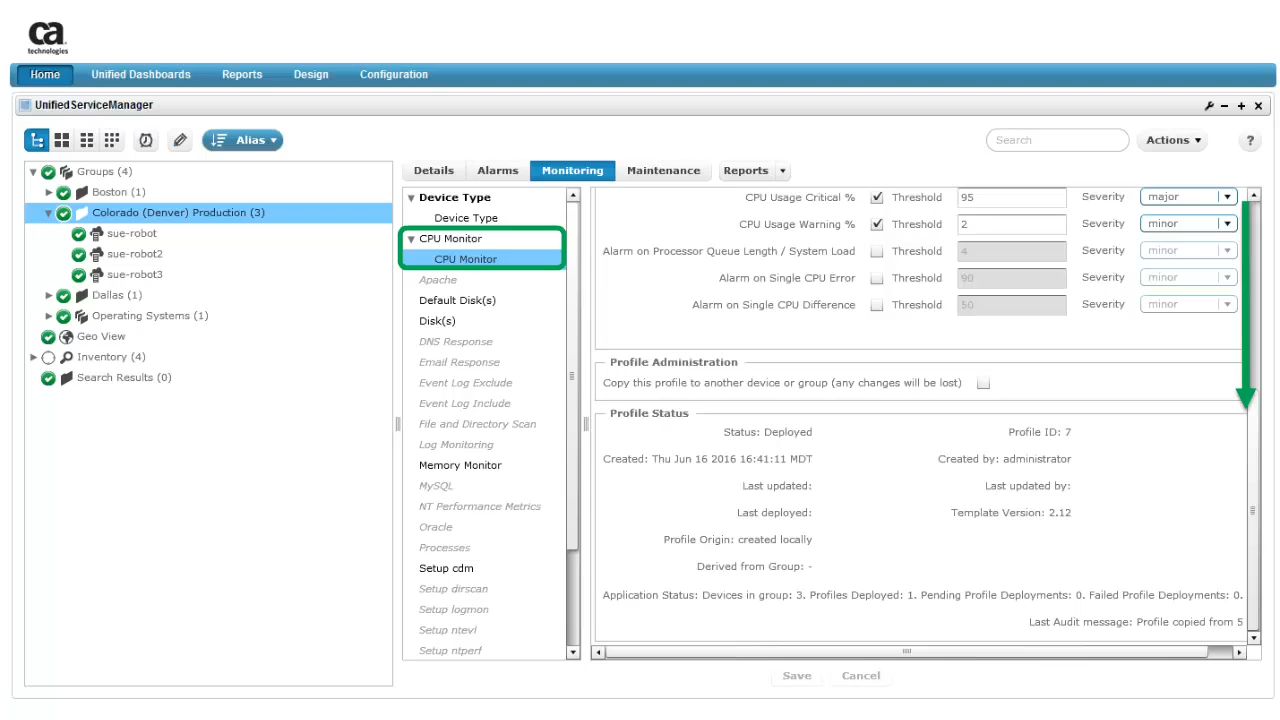 ca
technologies
Home Unified Dashboards Reports Design Configuration
UnifiedServiceManager
Alias Search Actions ?
Groups (4)
Boston (1)
Colorado (Denver) Production (3)
sue-robot
sue-robot2
sue-robot3
Dallas (1)
Operating Systems (1)
Geo View
Inventory (4)
Search Results (0)
Details Alarms Monitoring Maintenance Reports
Device Type
Device Type
CPU Monitor
CPU Monitor
Apache
Default Disk(s)
Disk(s)
DNS Response
Email Response
Event Log Exclude
Event Log Include
File and Directory Scan
Log Monitoring
Memory Monitor
MySQL
NT Performance Metrics
Oracle
Processes
Setup cdm
Setup dirscan
Setup logmon
Setup ntevl
Setup ntperf
CPU Usage Critical % Threshold 95 Severity major
CPU Usage Warning % Threshold 2 Severity minor
Alarm on Processor Queue Length / System Load Threshold 4 Severity minor
Alarm on Single CPU Error Threshold 90 Severity minor
Alarm on Single CPU Difference Threshold 50 Severity minor
Profile Administration
Copy this profile to another device or group (any changes will be lost)
Profile Status
Status: Deployed Profile ID: 7
Created: Thu Jun 16 2016 16:41:11 MDT Created by: administrator
Last updated: Last updated by:
Last deployed: Template Version: 2.12
Profile Origin: created locally
Derived from Group: -
Application Status: Devices in group: 3. Profiles Deployed: 1. Pending Profile Deployments: 0. Failed Profile Deployments: 0.
Last Audit message: Profile copied from 5
Save Cancel